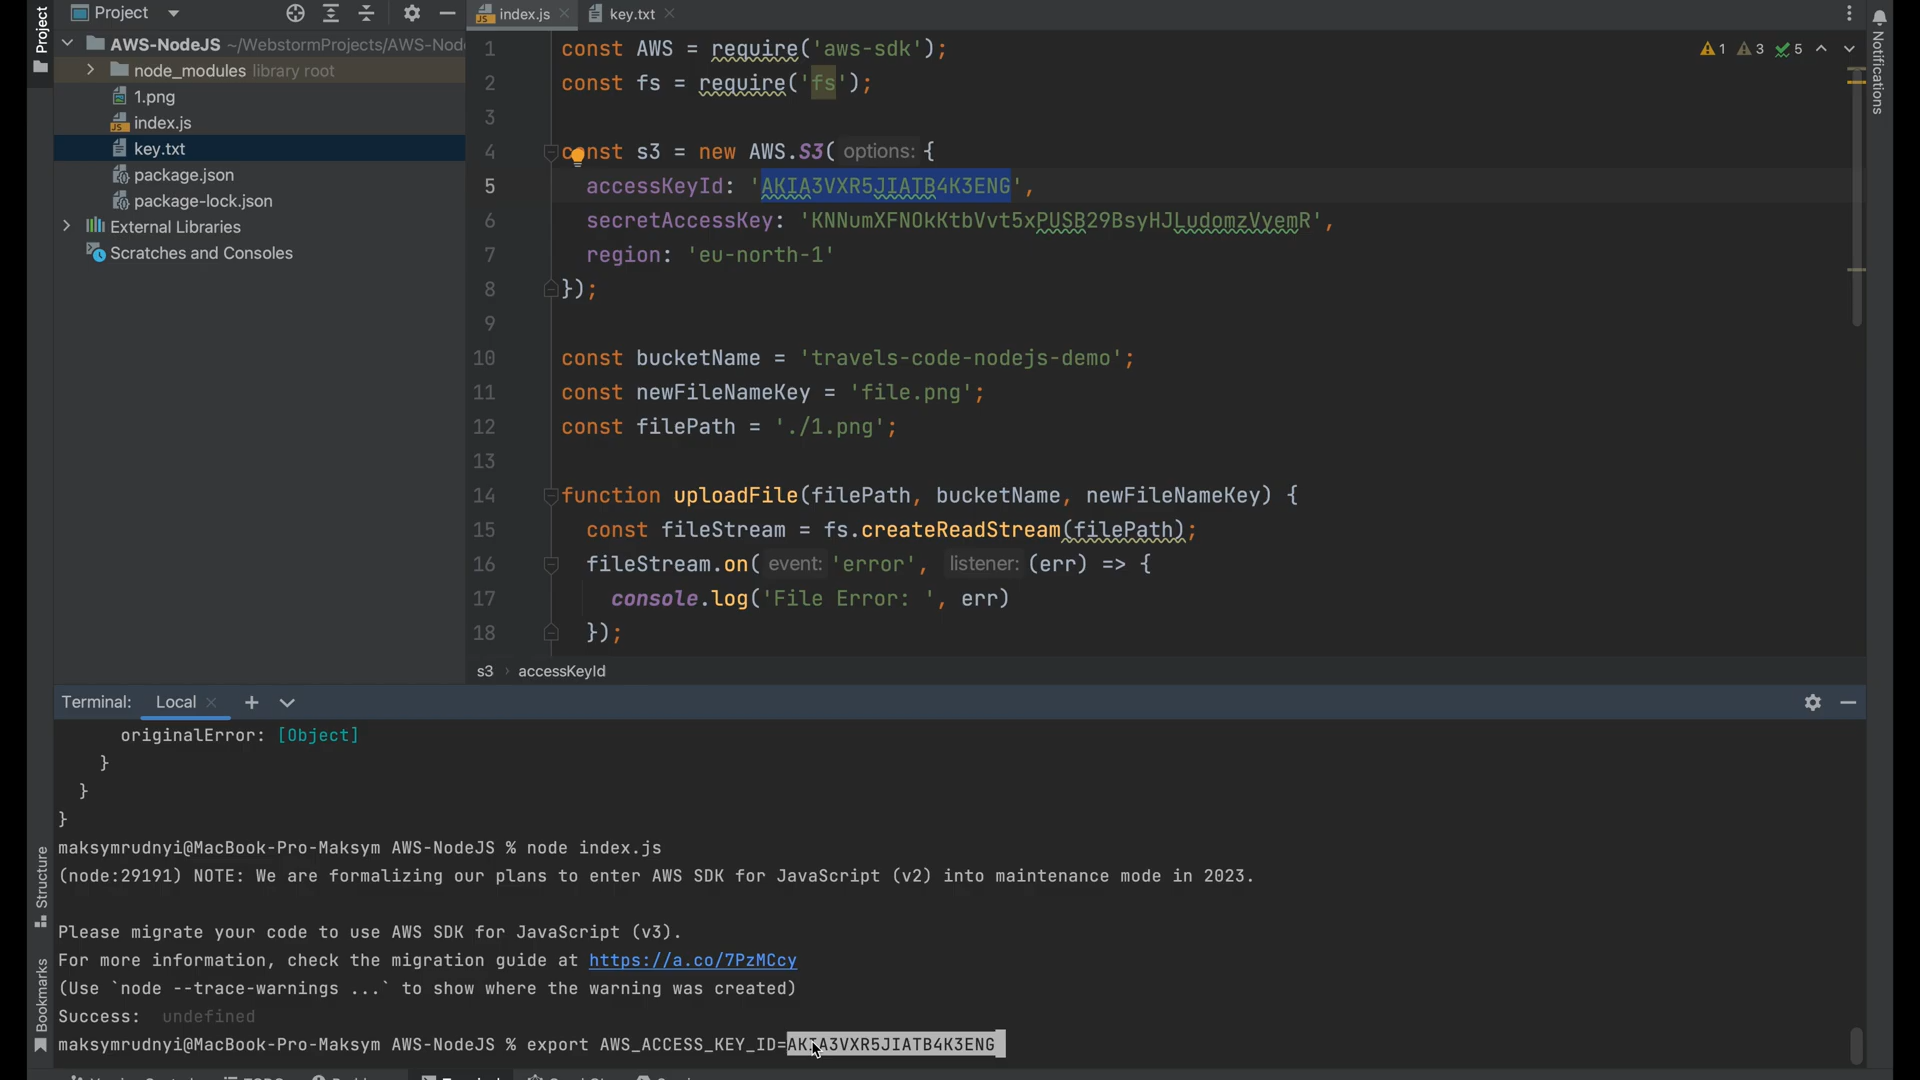 Project
Project
AWS-NodeJS ~/WebstormProjects/AWS-Nod
node_modules library root
1.png
index.js
key.txt
package.json
package-lock.json
External Libraries
Scratches and Consoles
index.js
key.txt
1 const AWS = require('aws-sdk');
2 const fs = require('fs');
3
4 const s3 = new AWS.S3( options: {
5 accessKeyId: 'AKIA3VXR5JIATB4K3ENG',
6 secretAccessKey: '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',
7 region: 'eu-north-1'
8 });
9
10 const bucketName = 'travels-code-nodejs-demo';
11 const newFileNameKey = 'file.png';
12 const filePath = './1.png';
13
14 function uploadFile(filePath, bucketName, newFileNameKey) {
15 const fileStream = fs.createReadStream(filePath);
16 fileStream.on( event: 'error', listener: (err) => {
17 console.log('File Error: ', err)
18 });
1 3 5
Notifications
s3 › accessKeyId
Terminal: Local
originalError: [Object]
}
}
}
maksymrudnyi@MacBook-Pro-Maksym AWS-NodeJS % node index.js
(node:29191) NOTE: We are formalizing our plans to enter AWS SDK for JavaScript (v2) into maintenance mode in 2023.
Please migrate your code to use AWS SDK for JavaScript (v3).
For more information, check the migration guide at https://a.co/7PzMCcy
(Use `node --trace-warnings ...` to show where the warning was created)
Success: undefined
maksymrudnyi@MacBook-Pro-Maksym AWS-NodeJS % export AWS_ACCESS_KEY_ID=AKIA3VXR5JIATB4K3ENG
Structure
Bookmarks